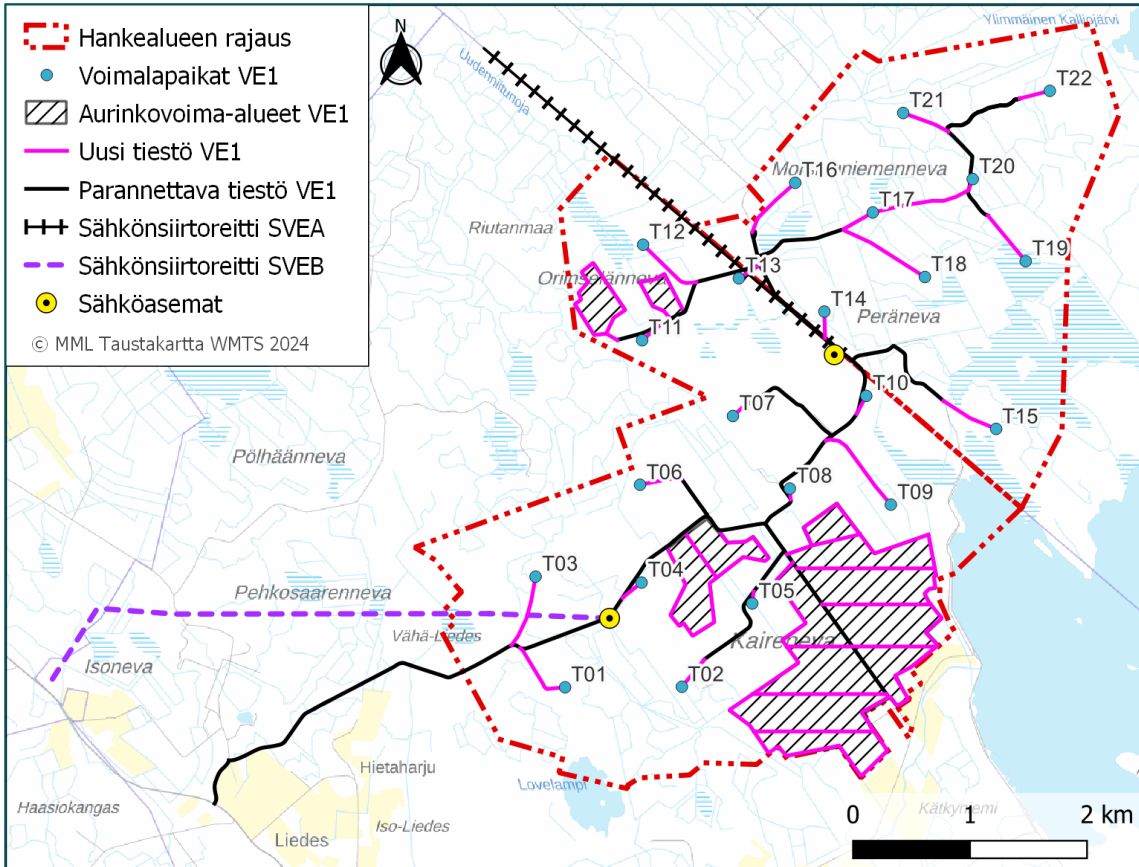 Hankealueen rajaus
Voimalapaikat VE1
Aurinkovoima-alueet VE1
Uusi tiestö VE1
Parannettava tiestö VE1
Sähkönsiirtoreitti SVEA
Sähkönsiirtoreitti SVEB
Sähköasemat
© MML Taustakartta WMTS 2024
N
Ylimmäinen Kallojärvi
T22
T21
T20
T16
T17
T19
T18
Riutanmaa
T12
T13
T14
Peräneva
T11
T10
T07
T15
Pölhäänneva
T06
T08
T09
T03
T04
T05
Pehkosaarenneva
Vähä-Liedes
Kaireneva
Isoneva
T01
T02
Hietaharju
Lovelampi
Haasiokangas
Iso-Liedes
Liedes
0 1 2 km